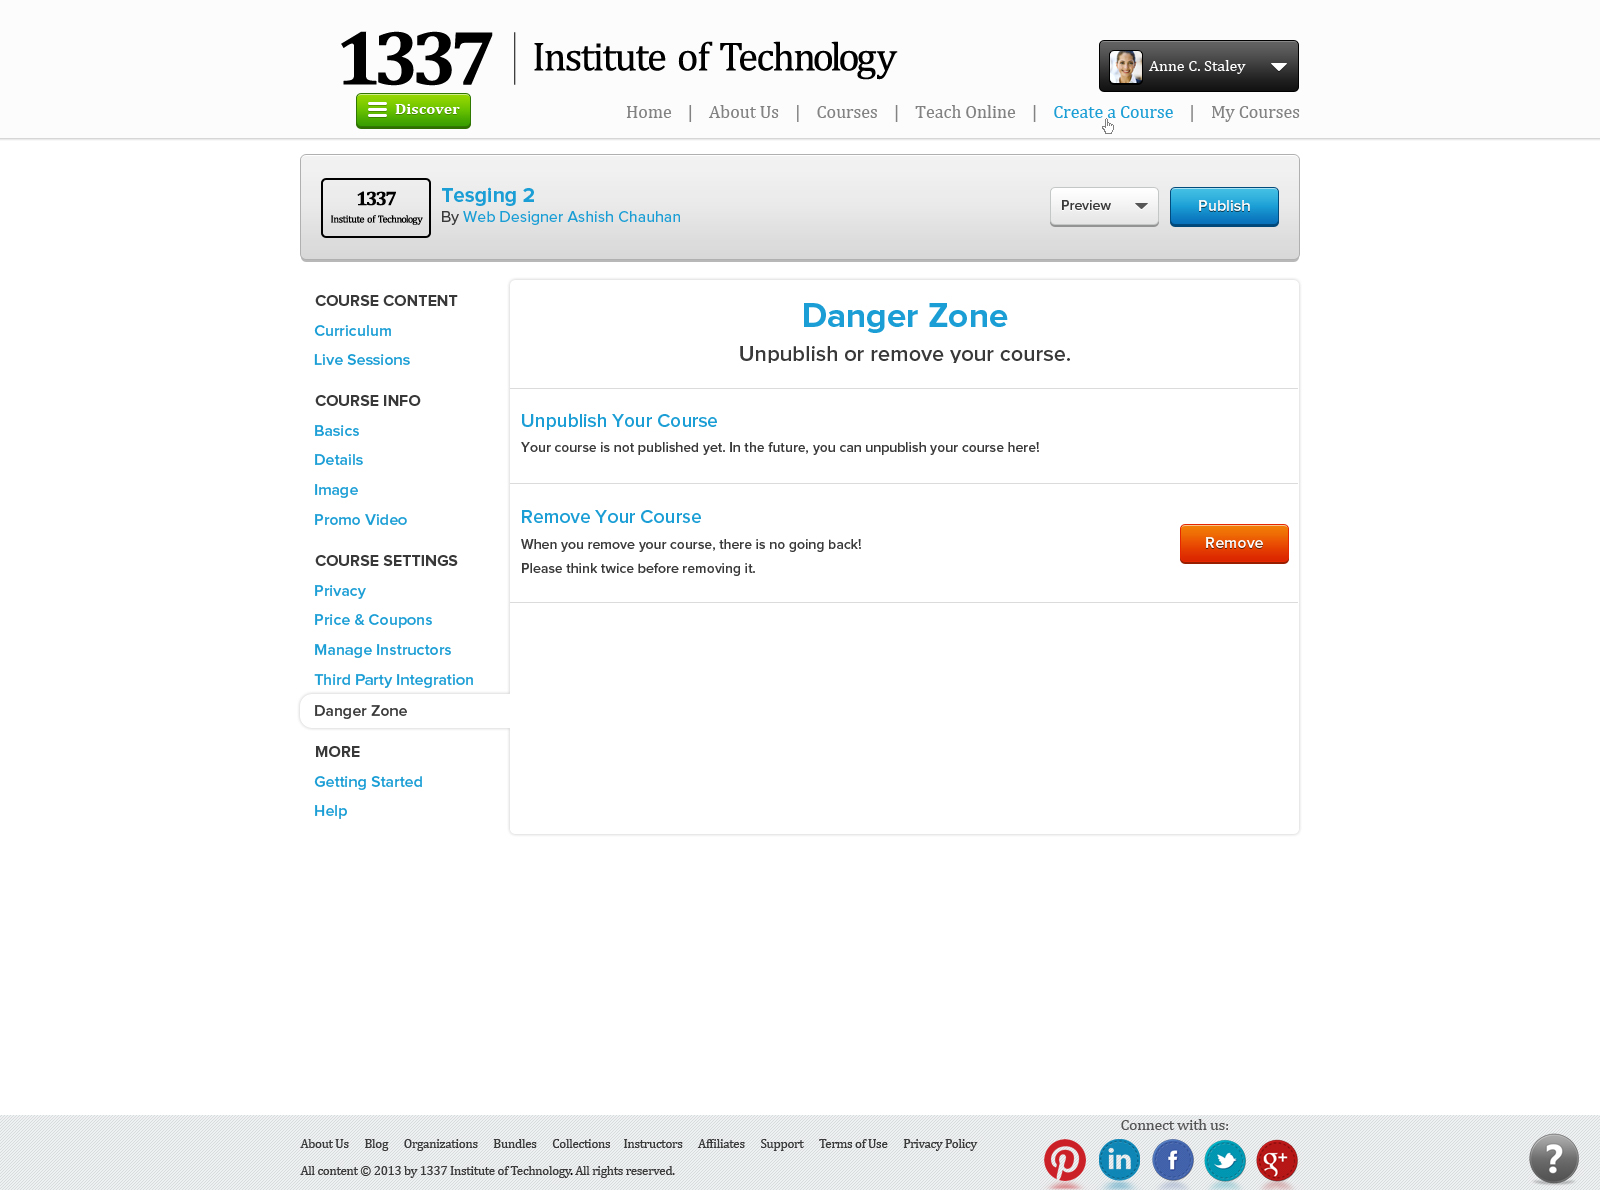 1337 | Institute of Technology
Anne C. Staley
Discover
Home | About Us | Courses | Teach Online | Create a Course | My Courses
1337
Institute of Technology
Tesging 2
By Web Designer Ashish Chauhan
Preview
Publish
COURSE CONTENT
Curriculum
Live Sessions
COURSE INFO
Basics
Details
Image
Promo Video
COURSE SETTINGS
Privacy
Price & Coupons
Manage Instructors
Third Party Integration
Danger Zone
MORE
Getting Started
Help
Danger Zone
Unpublish or remove your course.
Unpublish Your Course
Your course is not published yet. In the future, you can unpublish your course here!
Remove Your Course
When you remove your course, there is no going back!
Please think twice before removing it.
Remove
About Us Blog Organizations Bundles Collections Instructors Affiliates Support Terms of Use Privacy Policy
All content © 2013 by 1337 Institute of Technology. All rights reserved.
Connect with us:
in
f
g+
?